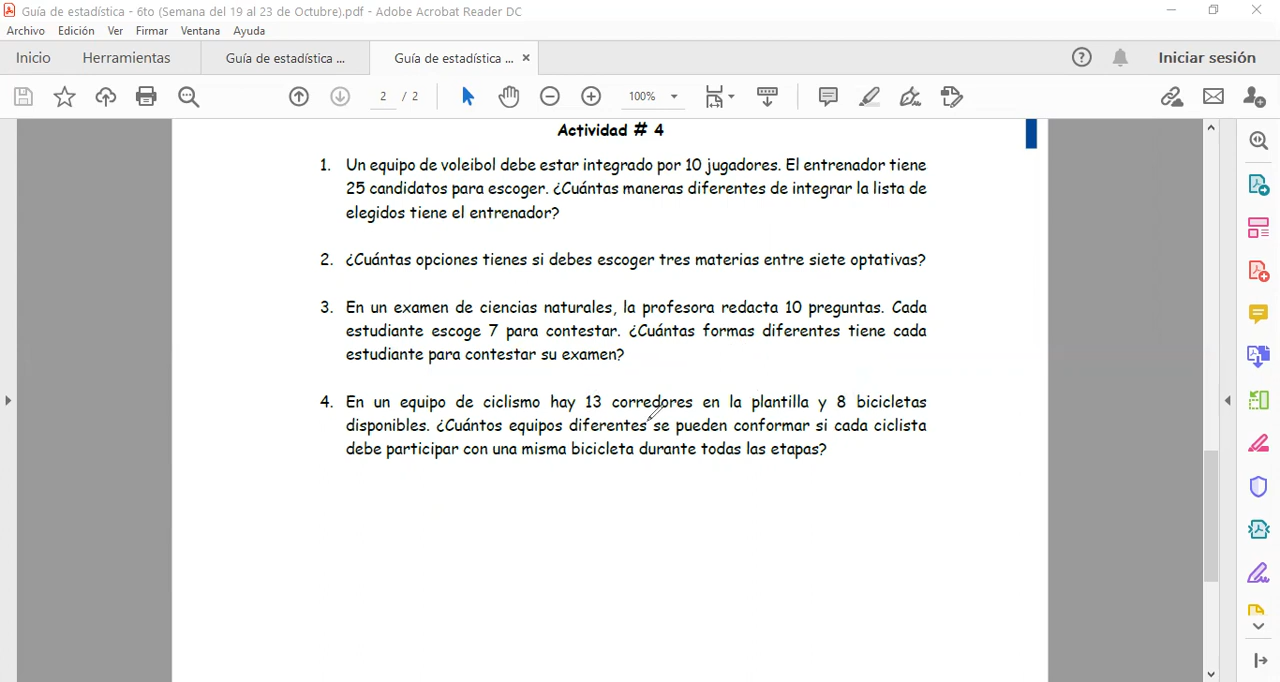 Guía de estadística - 6to (Semana del 19 al 23 de Octubre).pdf - Adobe Acrobat Reader DC
Archivo Edición Ver Firmar Ventana Ayuda
Inicio Herramientas Guía de estadística ... Guía de estadística ... × Iniciar sesión
2 / 2 100%
Actividad # 4
1. Un equipo de voleibol debe estar integrado por 10 jugadores. El entrenador tiene
25 candidatos para escoger. ¿Cuántas maneras diferentes de integrar la lista de
elegidos tiene el entrenador?
2. ¿Cuántas opciones tienes si debes escoger tres materias entre siete optativas?
3. En un examen de ciencias naturales, la profesora redacta 10 preguntas. Cada
estudiante escoge 7 para contestar. ¿Cuántas formas diferentes tiene cada
estudiante para contestar su examen?
4. En un equipo de ciclismo hay 13 corredores en la plantilla y 8 bicicletas
disponibles. ¿Cuántos equipos diferentes se pueden conformar si cada ciclista
debe participar con una misma bicicleta durante todas las etapas?